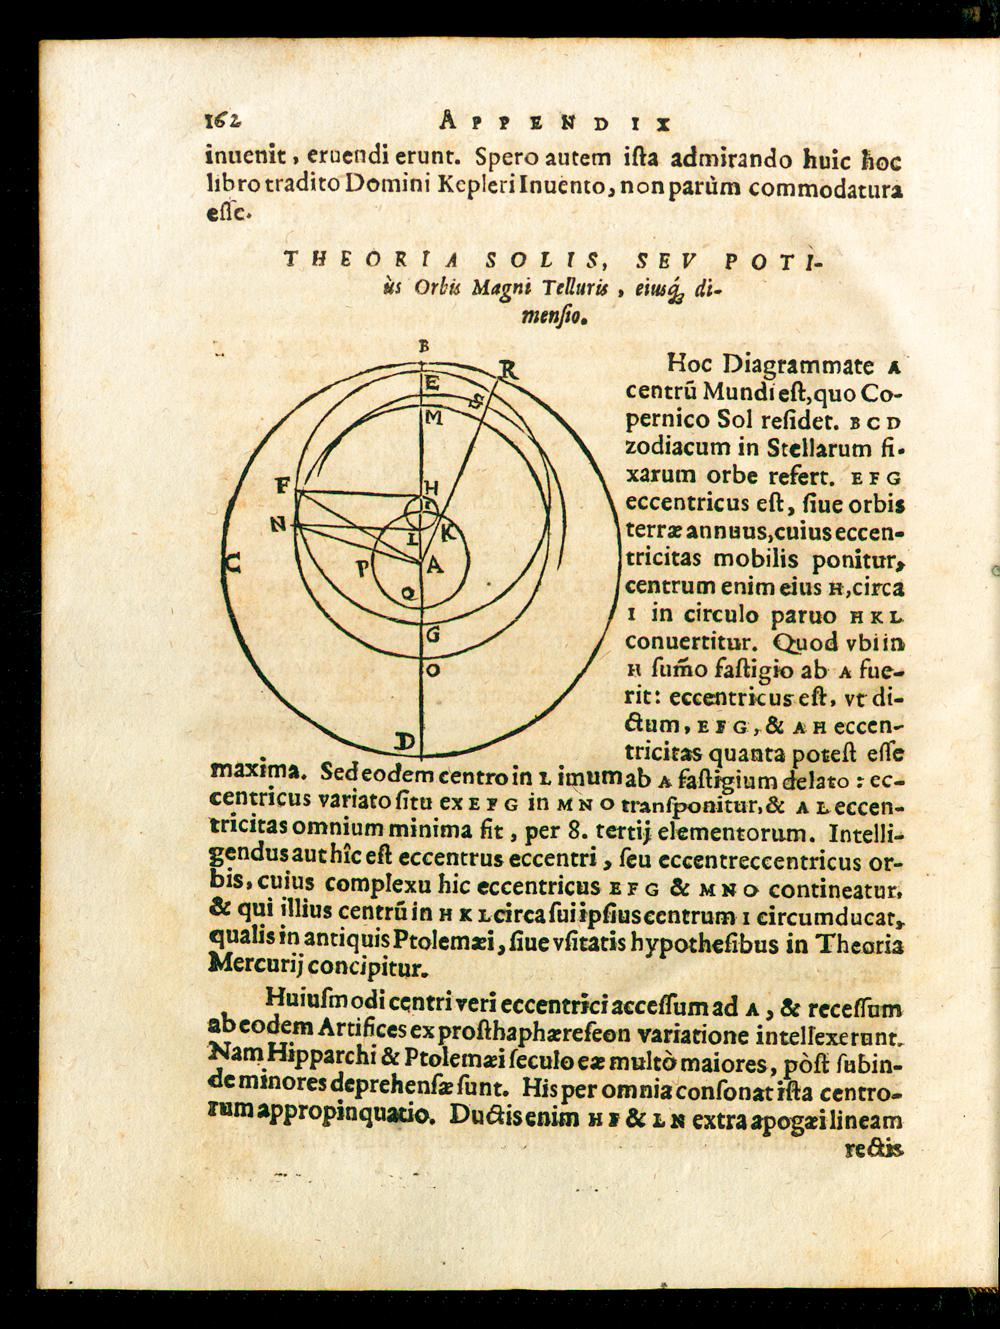 162 APPENDIX
inuenit, eruendi erunt. Spero autem iſta admirando huic hoc
libro tradito Domini Kepleri Inuento, non parùm commodatura
eſſe.
THEORIA SOLIS, SEV POTI-
ùs Orbis Magni Telluris, eiusq́; di-
menſio.
B
R
E
S
M
F
H
I
N
K
L
C
P
A
Q
G
O
D
Hoc Diagrammate A
centrũ Mundi eſt, quo Co-
pernico Sol reſidet. B C D
zodiacum in Stellarum fi-
xarum orbe refert. E F G
eccentricus eſt, ſiue orbis
terræ annuus, cuius eccen-
tricitas mobilis ponitur,
centrum enim eius H, circa
I in circulo paruo H K L
conuertitur. Quod vbi in
H ſum̃o faſtigio ab A fue-
rit: eccentricus eſt, vt di-
ctum, E F G, & A H eccen-
tricitas quanta poteſt eſſe
maxima. Sed eodem centro in L imum ab A faſtigium delato: ec-
centricus variato ſitu ex E F G in M N O tranſponitur, & A L eccen-
tricitas omnium minima fit, per 8. tertij elementorum. Intelli-
gendus aut hîc eſt eccentrus eccentri, ſeu eccentreccentricus or-
bis, cuius complexu hic eccentricus E F G & M N O contineatur,
& qui illius centrũ in H K L circa ſui ipſius centrum I circumducat,
qualis in antiquis Ptolemæi, ſiue vſitatis hypotheſibus in Theoria
Mercurij concipitur.
Huiuſmodi centri veri eccentrici acceſſum ad A, & receſſum
ab eodem Artifices ex proſthaphæreſeon variatione intellexerunt.
Nam Hipparchi & Ptolemæi ſeculo eæ multò maiores, pòſt ſubin-
de minores deprehenſæ ſunt. His per omnia conſonat iſta centro-
rum appropinquatio. Ductis enim H F & L N extra apogæi lineam
rectis